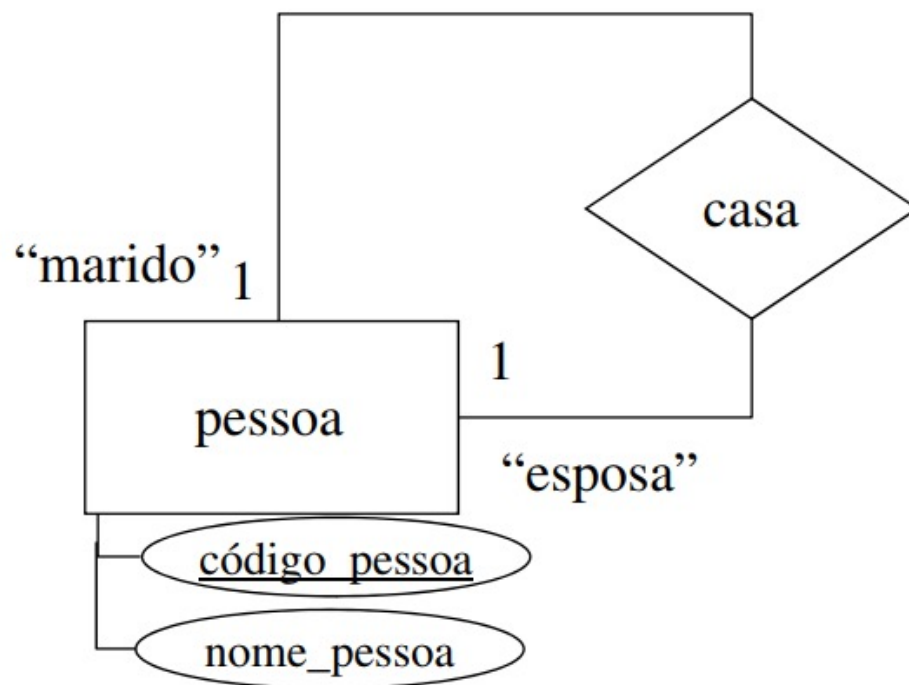 casa
“marido”
1
1
pessoa
“esposa”
código_pessoa
nome_pessoa